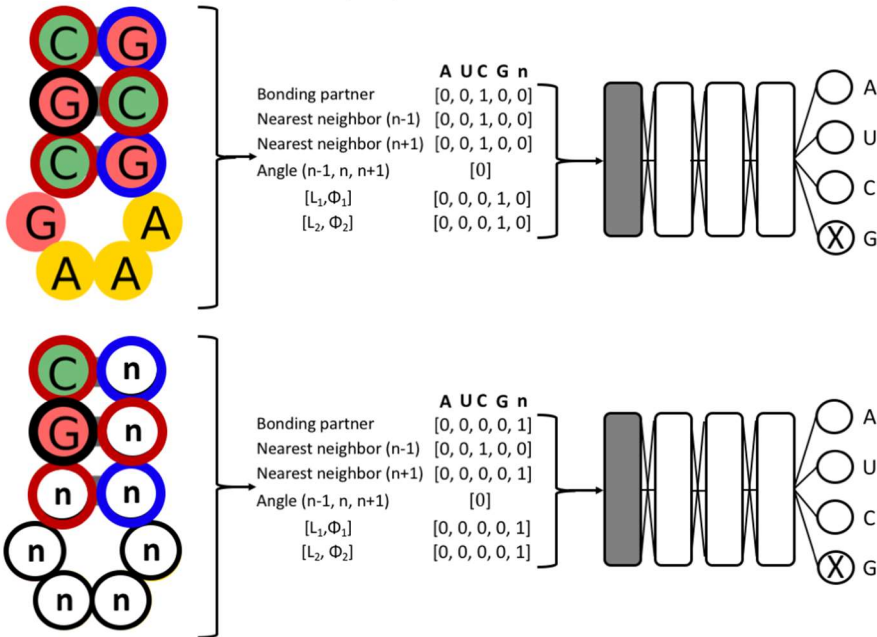 C G
G C
C G
G A
A A
A U C G n
Bonding partner [0, 0, 1, 0, 0]
Nearest neighbor (n-1) [0, 0, 1, 0, 0]
Nearest neighbor (n+1) [0, 0, 1, 0, 0]
Angle (n-1, n, n+1) [0]
[L₁,Φ₁] [0, 0, 0, 1, 0]
[L₂, Φ₂] [0, 0, 0, 1, 0]
A
U
C
X G
C n
G n
n n
n n
n n
A U C G n
Bonding partner [0, 0, 0, 0, 1]
Nearest neighbor (n-1) [0, 0, 1, 0, 0]
Nearest neighbor (n+1) [0, 0, 0, 0, 1]
Angle (n-1, n, n+1) [0]
[L₁,Φ₁] [0, 0, 0, 0, 1]
[L₂, Φ₂] [0, 0, 0, 0, 1]
A
U
C
X G